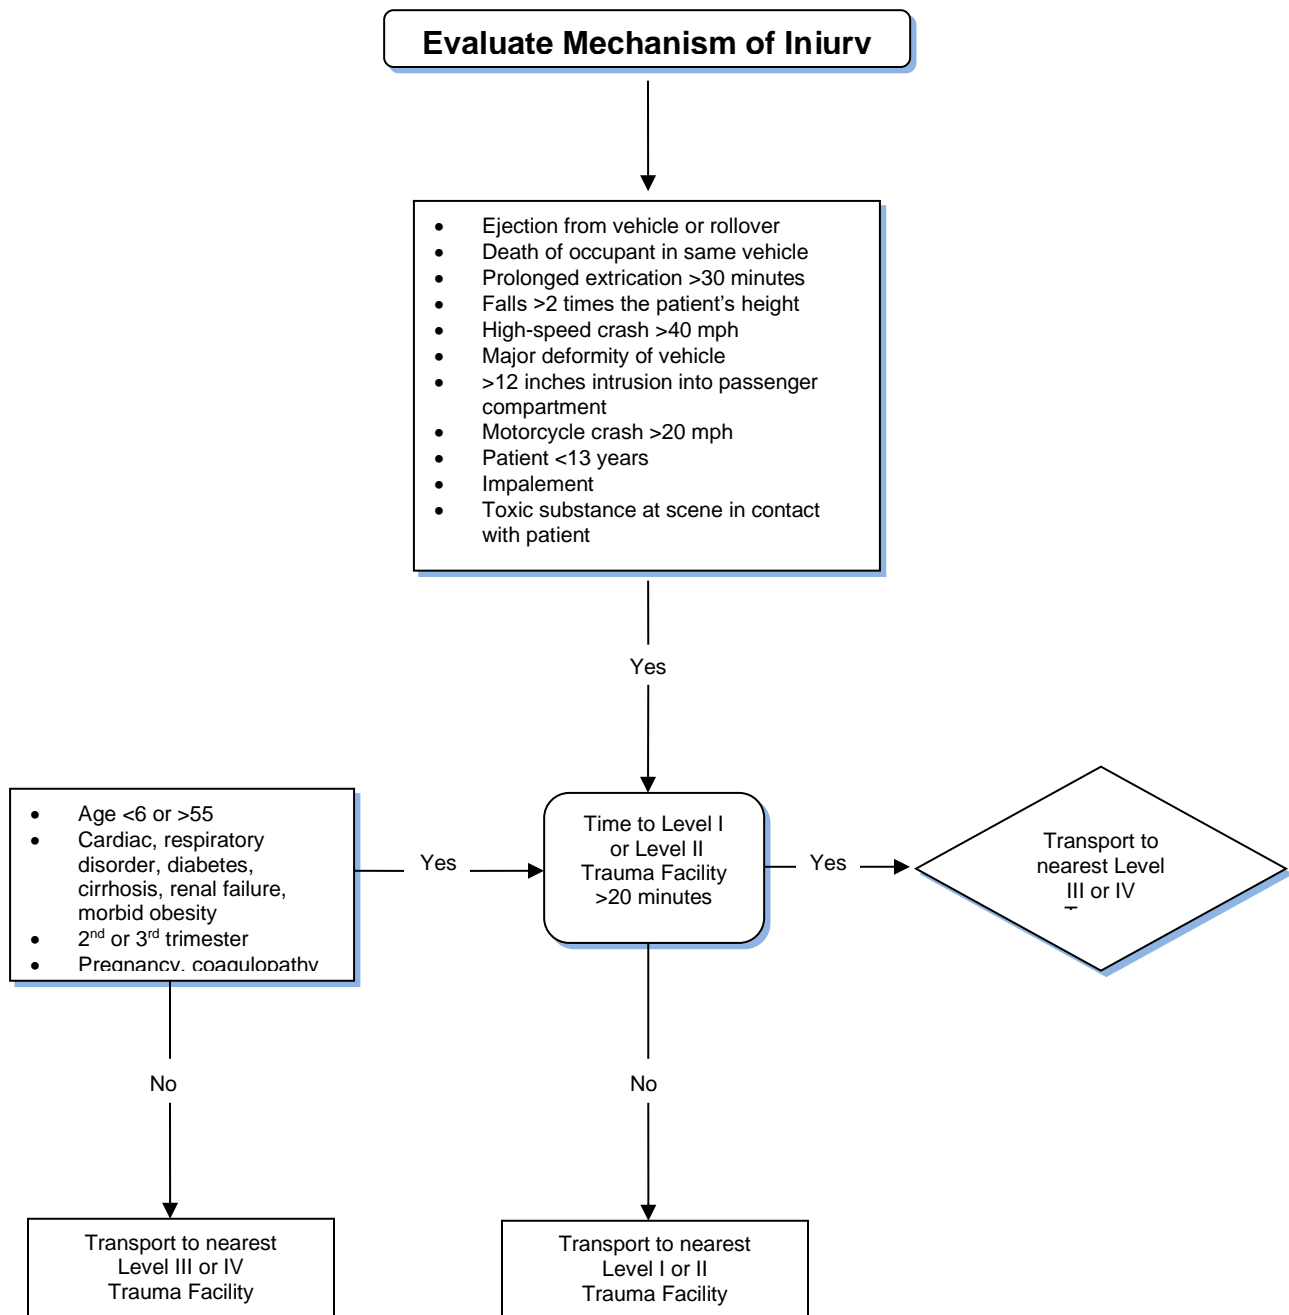 Evaluate Mechanism of Injury
• Ejection from vehicle or rollover
• Death of occupant in same vehicle
• Prolonged extrication >30 minutes
• Falls >2 times the patient’s height
• High-speed crash >40 mph
• Major deformity of vehicle
• >12 inches intrusion into passenger
compartment
• Motorcycle crash >20 mph
• Patient <13 years
• Impalement
• Toxic substance at scene in contact
with patient
Yes
• Age <6 or >55
• Cardiac, respiratory
disorder, diabetes,
cirrhosis, renal failure,
morbid obesity
• 2nd or 3rd trimester
• Pregnancy, coagulopathy
Yes
Time to Level I
or Level II
Trauma Facility
>20 minutes
Yes
Transport to
nearest Level
III or IV
No
No
Transport to nearest
Level III or IV
Trauma Facility
Transport to nearest
Level I or II
Trauma Facility